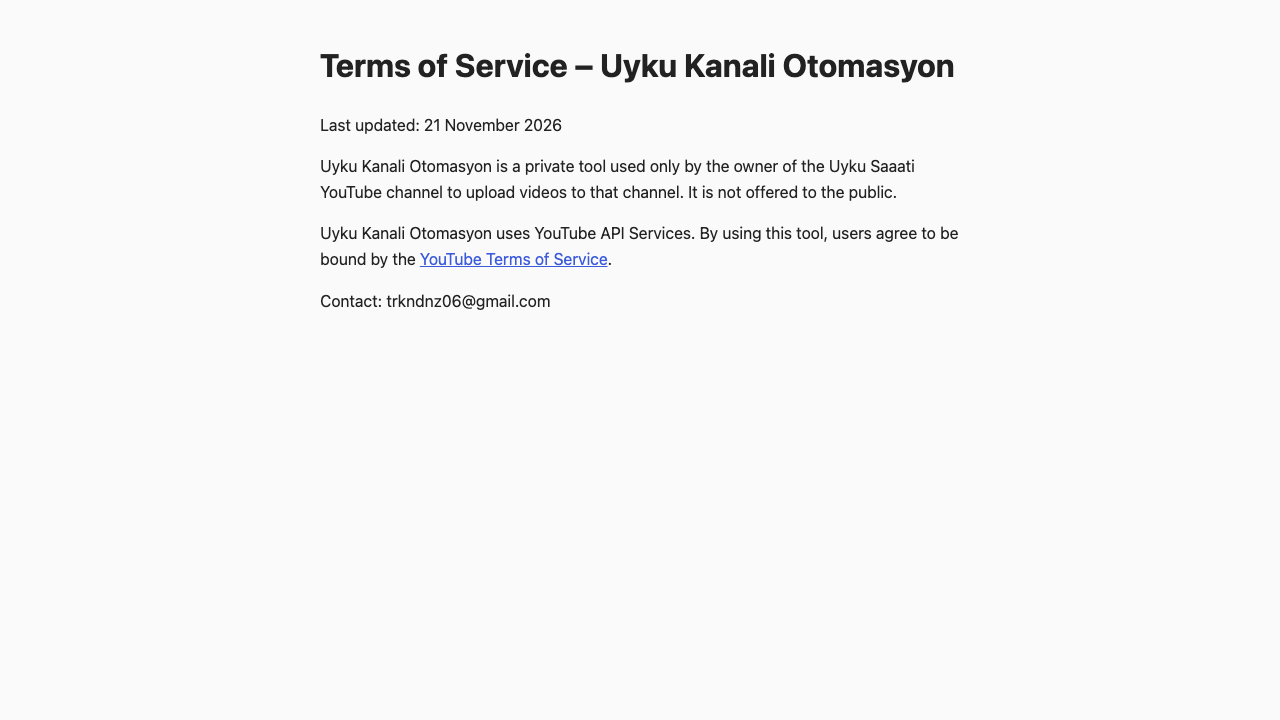 Terms of Service – Uyku Kanali Otomasyon
Last updated: 21 November 2026
Uyku Kanali Otomasyon is a private tool used only by the owner of the Uyku Saaati
YouTube channel to upload videos to that channel. It is not offered to the public.
Uyku Kanali Otomasyon uses YouTube API Services. By using this tool, users agree to be
bound by the YouTube Terms of Service.
Contact: trkndnz06@gmail.com